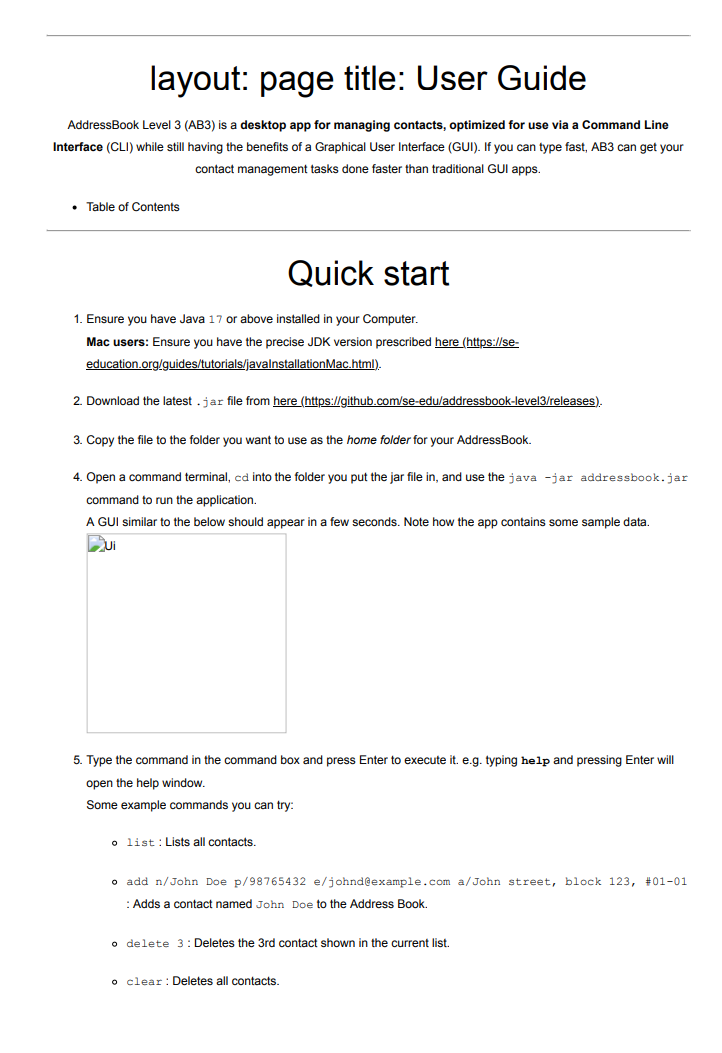 layout: page title: User Guide
AddressBook Level 3 (AB3) is a desktop app for managing contacts, optimized for use via a Command Line
Interface (CLI) while still having the benefits of a Graphical User Interface (GUI). If you can type fast, AB3 can get your
contact management tasks done faster than traditional GUI apps.
• Table of Contents
Quick start
1. Ensure you have Java 17 or above installed in your Computer.
Mac users: Ensure you have the precise JDK version prescribed here (https://se-
education.org/guides/tutorials/javaInstallationMac.html).
2. Download the latest .jar file from here (https://github.com/se-edu/addressbook-level3/releases).
3. Copy the file to the folder you want to use as the home folder for your AddressBook.
4. Open a command terminal, cd into the folder you put the jar file in, and use the java -jar addressbook.jar
command to run the application.
A GUI similar to the below should appear in a few seconds. Note how the app contains some sample data.
Ui
5. Type the command in the command box and press Enter to execute it. e.g. typing help and pressing Enter will
open the help window.
Some example commands you can try:
○ list : Lists all contacts.
○ add n/John Doe p/98765432 e/johnd@example.com a/John street, block 123, #01-01
: Adds a contact named John Doe to the Address Book.
○ delete 3 : Deletes the 3rd contact shown in the current list.
○ clear : Deletes all contacts.